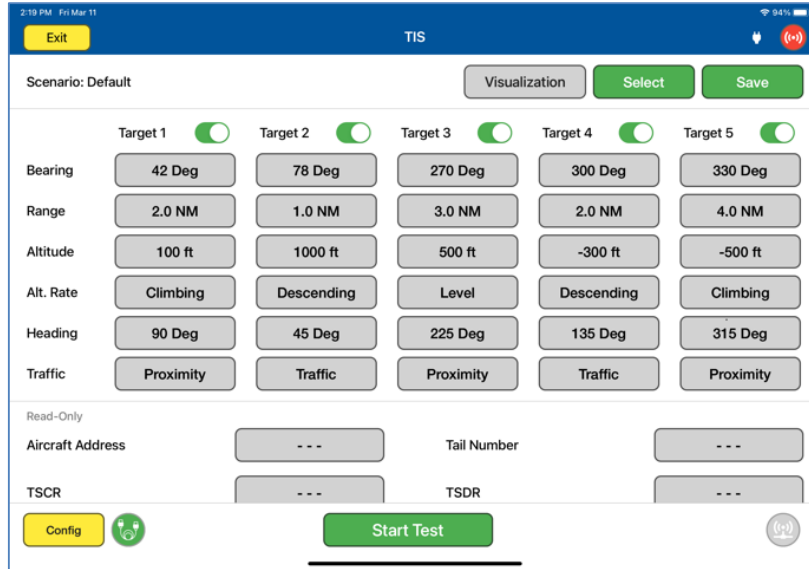 2:19 PM Fri Mar 11 94%
Exit TIS
Scenario: Default Visualization Select Save
Target 1 Target 2 Target 3 Target 4 Target 5
Bearing 42 Deg 78 Deg 270 Deg 300 Deg 330 Deg
Range 2.0 NM 1.0 NM 3.0 NM 2.0 NM 4.0 NM
Altitude 100 ft 1000 ft 500 ft -300 ft -500 ft
Alt. Rate Climbing Descending Level Descending Climbing
Heading 90 Deg 45 Deg 225 Deg 135 Deg 315 Deg
Traffic Proximity Traffic Proximity Traffic Proximity
Read-Only
Aircraft Address - - - Tail Number - - -
TSCR - - - TSDR - - -
Config Start Test